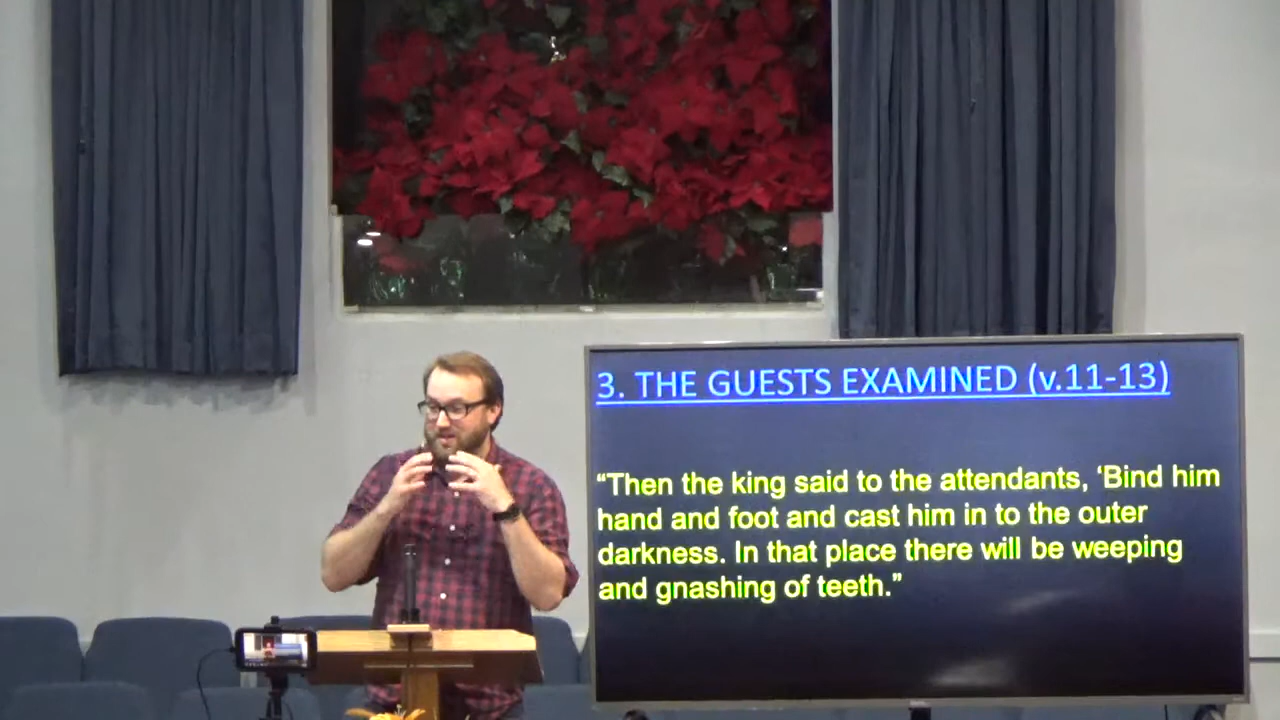 3. THE GUESTS EXAMINED (v.11-13)
“Then the king said to the attendants, ‘Bind him
hand and foot and cast him in to the outer
darkness. In that place there will be weeping
and gnashing of teeth.”